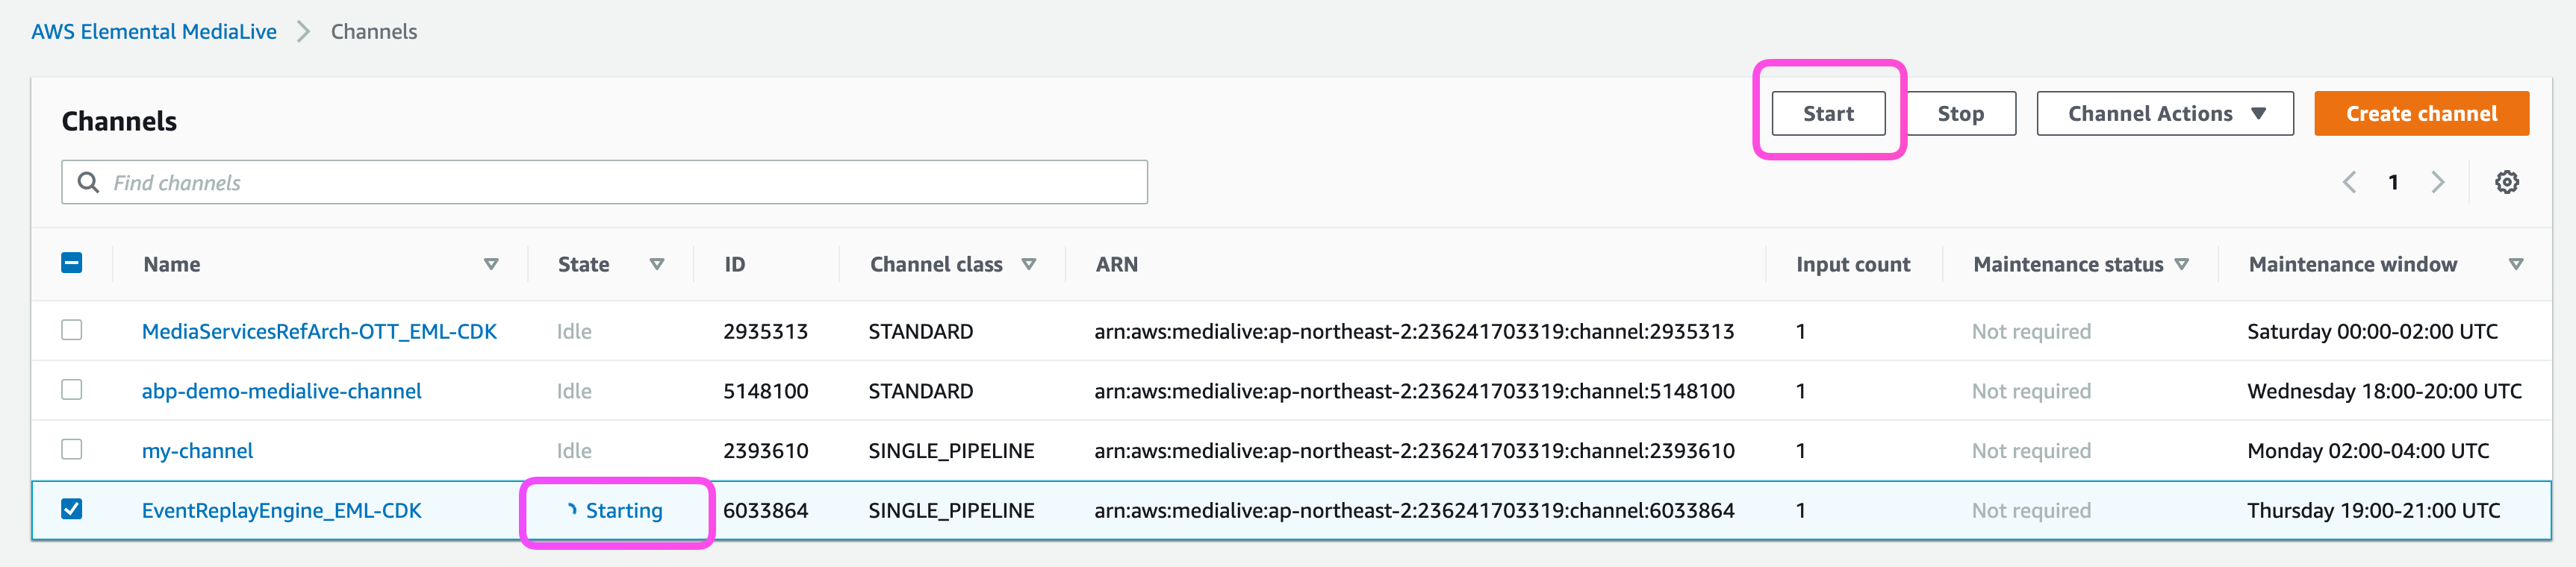 AWS Elemental MediaLive > Channels
Channels
Start Stop Channel Actions Create channel
Find channels
1
Name State ID Channel class ARN Input count Maintenance status Maintenance window
MediaServicesRefArch-OTT_EML-CDK Idle 2935313 STANDARD arn:aws:medialive:ap-northeast-2:236241703319:channel:2935313 1 Not required Saturday 00:00-02:00 UTC
abp-demo-medialive-channel Idle 5148100 STANDARD arn:aws:medialive:ap-northeast-2:236241703319:channel:5148100 1 Not required Wednesday 18:00-20:00 UTC
my-channel Idle 2393610 SINGLE_PIPELINE arn:aws:medialive:ap-northeast-2:236241703319:channel:2393610 1 Not required Monday 02:00-04:00 UTC
EventReplayEngine_EML-CDK Starting 6033864 SINGLE_PIPELINE arn:aws:medialive:ap-northeast-2:236241703319:channel:6033864 1 Not required Thursday 19:00-21:00 UTC